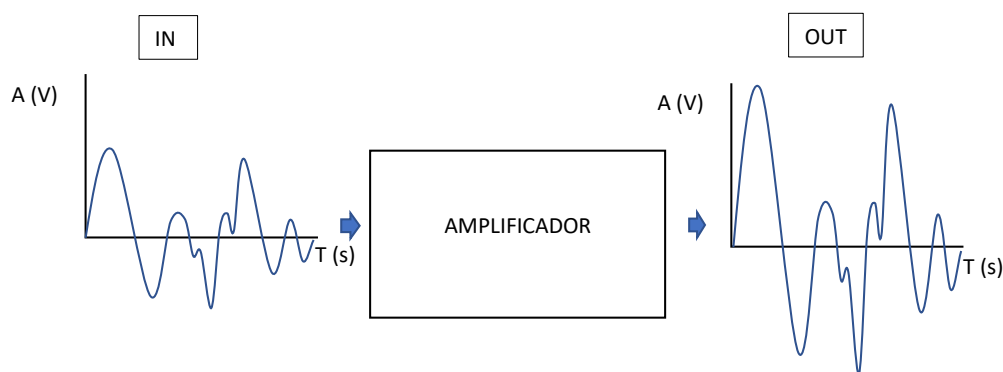 IN
OUT
A (V)
A (V)
AMPLIFICADOR
T (s)
T (s)